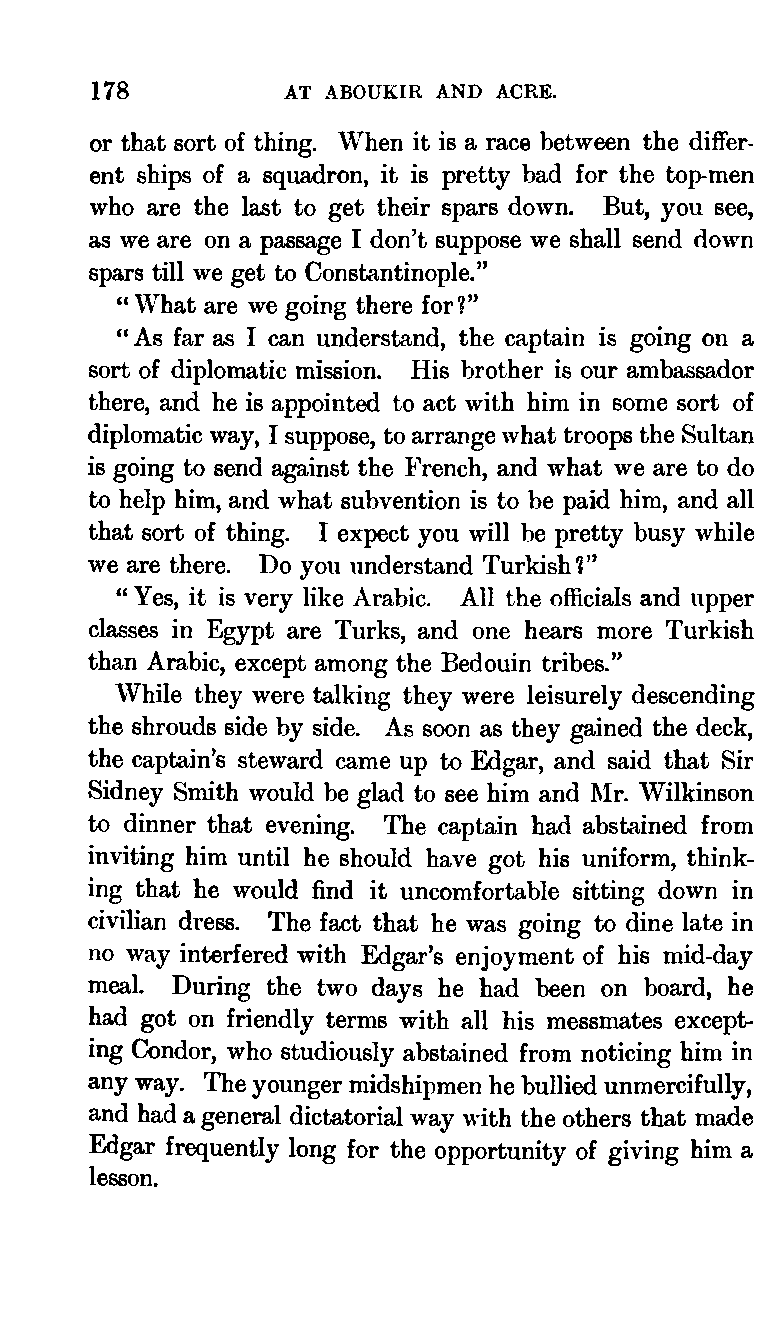 178 AT ABOUKIR AND ACRE.
or that sort of thing. When it is a race between the differ-
ent ships of a squadron, it is pretty bad for the top-men
who are the last to get their spars down. But, you see,
as we are on a passage I don't suppose we shall send down
spars till we get to Constantinople."
"What are we going there for?"
"As far as I can understand, the captain is going on a
sort of diplomatic mission. His brother is our ambassador
there, and he is appointed to act with him in some sort of
diplomatic way, I suppose, to arrange what troops the Sultan
is going to send against the French, and what we are to do
to help him, and what subvention is to be paid him, and all
that sort of thing. I expect you will be pretty busy while
we are there. Do you understand Turkish?"
"Yes, it is very like Arabic. All the officials and upper
classes in Egypt are Turks, and one hears more Turkish
than Arabic, except among the Bedouin tribes."
While they were talking they were leisurely descending
the shrouds side by side. As soon as they gained the deck,
the captain's steward came up to Edgar, and said that Sir
Sidney Smith would be glad to see him and Mr. Wilkinson
to dinner that evening. The captain had abstained from
inviting him until he should have got his uniform, think-
ing that he would find it uncomfortable sitting down in
civilian dress. The fact that he was going to dine late in
no way interfered with Edgar's enjoyment of his mid-day
meal. During the two days he had been on board, he
had got on friendly terms with all his messmates except-
ing Condor, who studiously abstained from noticing him in
any way. The younger midshipmen he bullied unmercifully,
and had a general dictatorial way with the others that made
Edgar frequently long for the opportunity of giving him a
lesson.